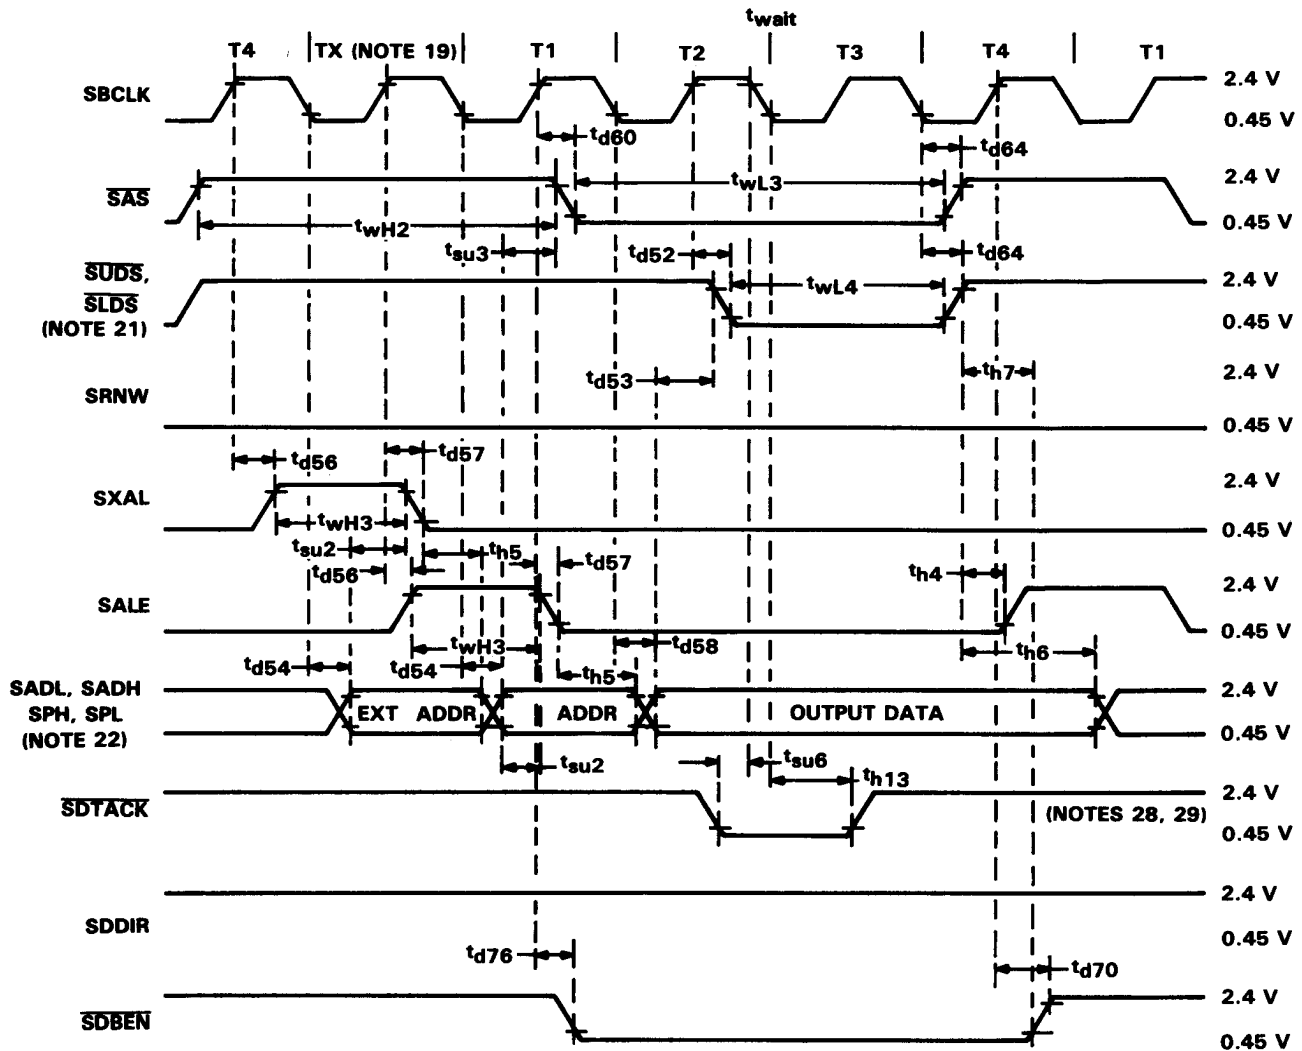 twait
T4 TX (NOTE 19) T1 T2 T3 T4 T1
SBCLK 2.4 V
0.45 V
td60 td64
SAS twL3 2.4 V
0.45 V
twH2
tsu3 td52 td64
SUDS, 2.4 V
SLDS twL4
(NOTE 21) 0.45 V
td53 th7 2.4 V
SRNW
0.45 V
td56 td57
SXAL 2.4 V
0.45 V
twH3
tsu2 th5 td57
td56 th4
SALE 2.4 V
0.45 V
twH3 td58 th6
td54 td54 th5
SADL, SADH 2.4 V
SPH, SPL EXT ADDR ADDR OUTPUT DATA
(NOTE 22) 0.45 V
tsu2 tsu6 th13
SDTACK 2.4 V
(NOTES 28, 29)
0.45 V
2.4 V
SDDIR
0.45 V
td76 td70
SDBEN 2.4 V
0.45 V